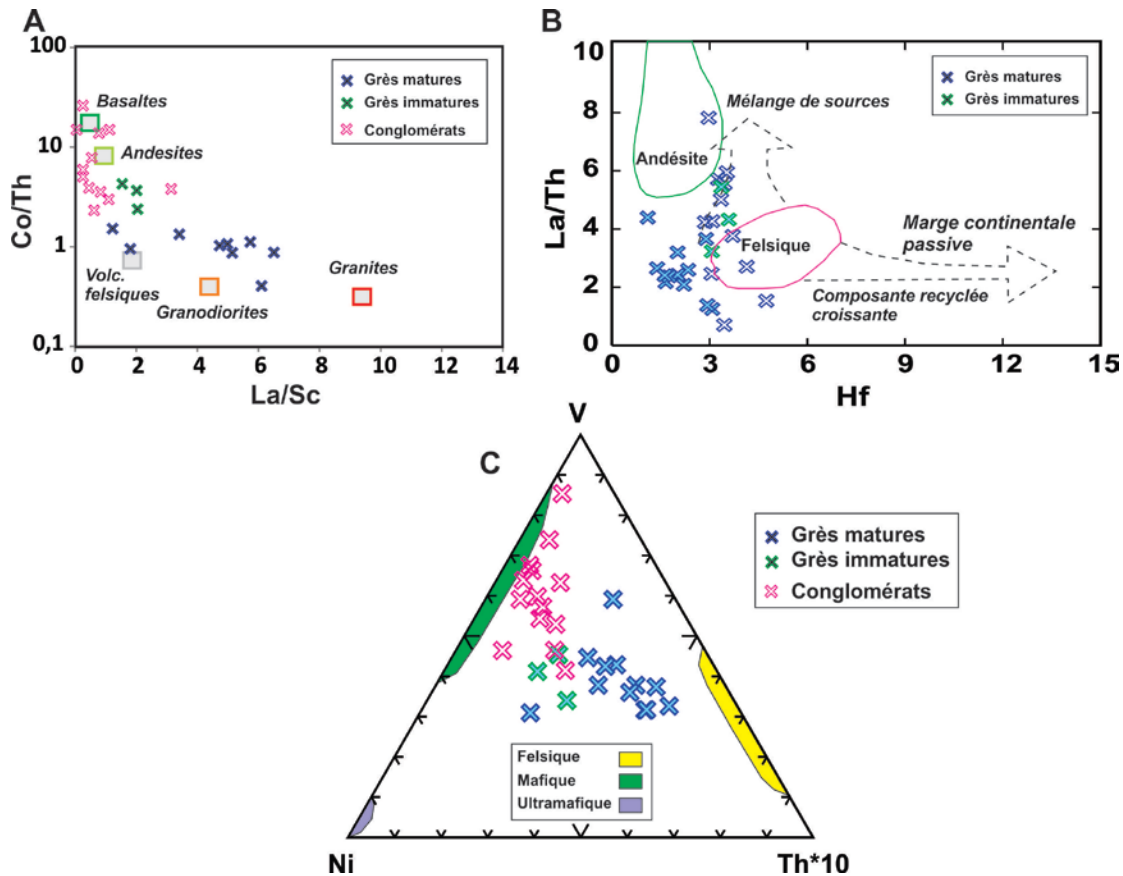 A
100
10
1
0,1
Co/Th
0
2
4
6
8
10
12
14
La/Sc
Basaltes
Andesites
Volc.
felsiques
Granodiorites
Granites
Grès matures
Grès immatures
Conglomérats
B
10
8
6
4
2
0
La/Th
0
3
6
9
12
15
Hf
Grès matures
Grès immatures
Mélange de sources
Andésite
Felsique
Marge continentale
passive
Composante recyclée
croissante
C
V
Ni
Th*10
Grès matures
Grès immatures
Conglomérats
Felsique
Mafique
Ultramafique